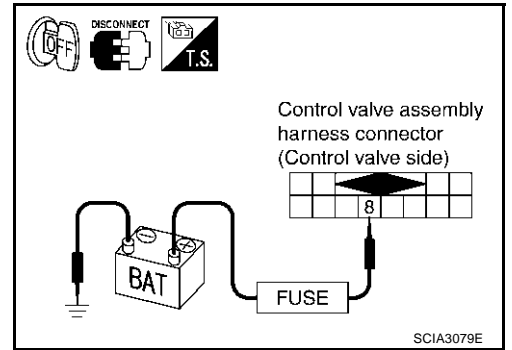 OFF
DISCONNECT
T.S.
Control valve assembly
harness connector
(Control valve side)
8
BAT
FUSE
SCIA3079E